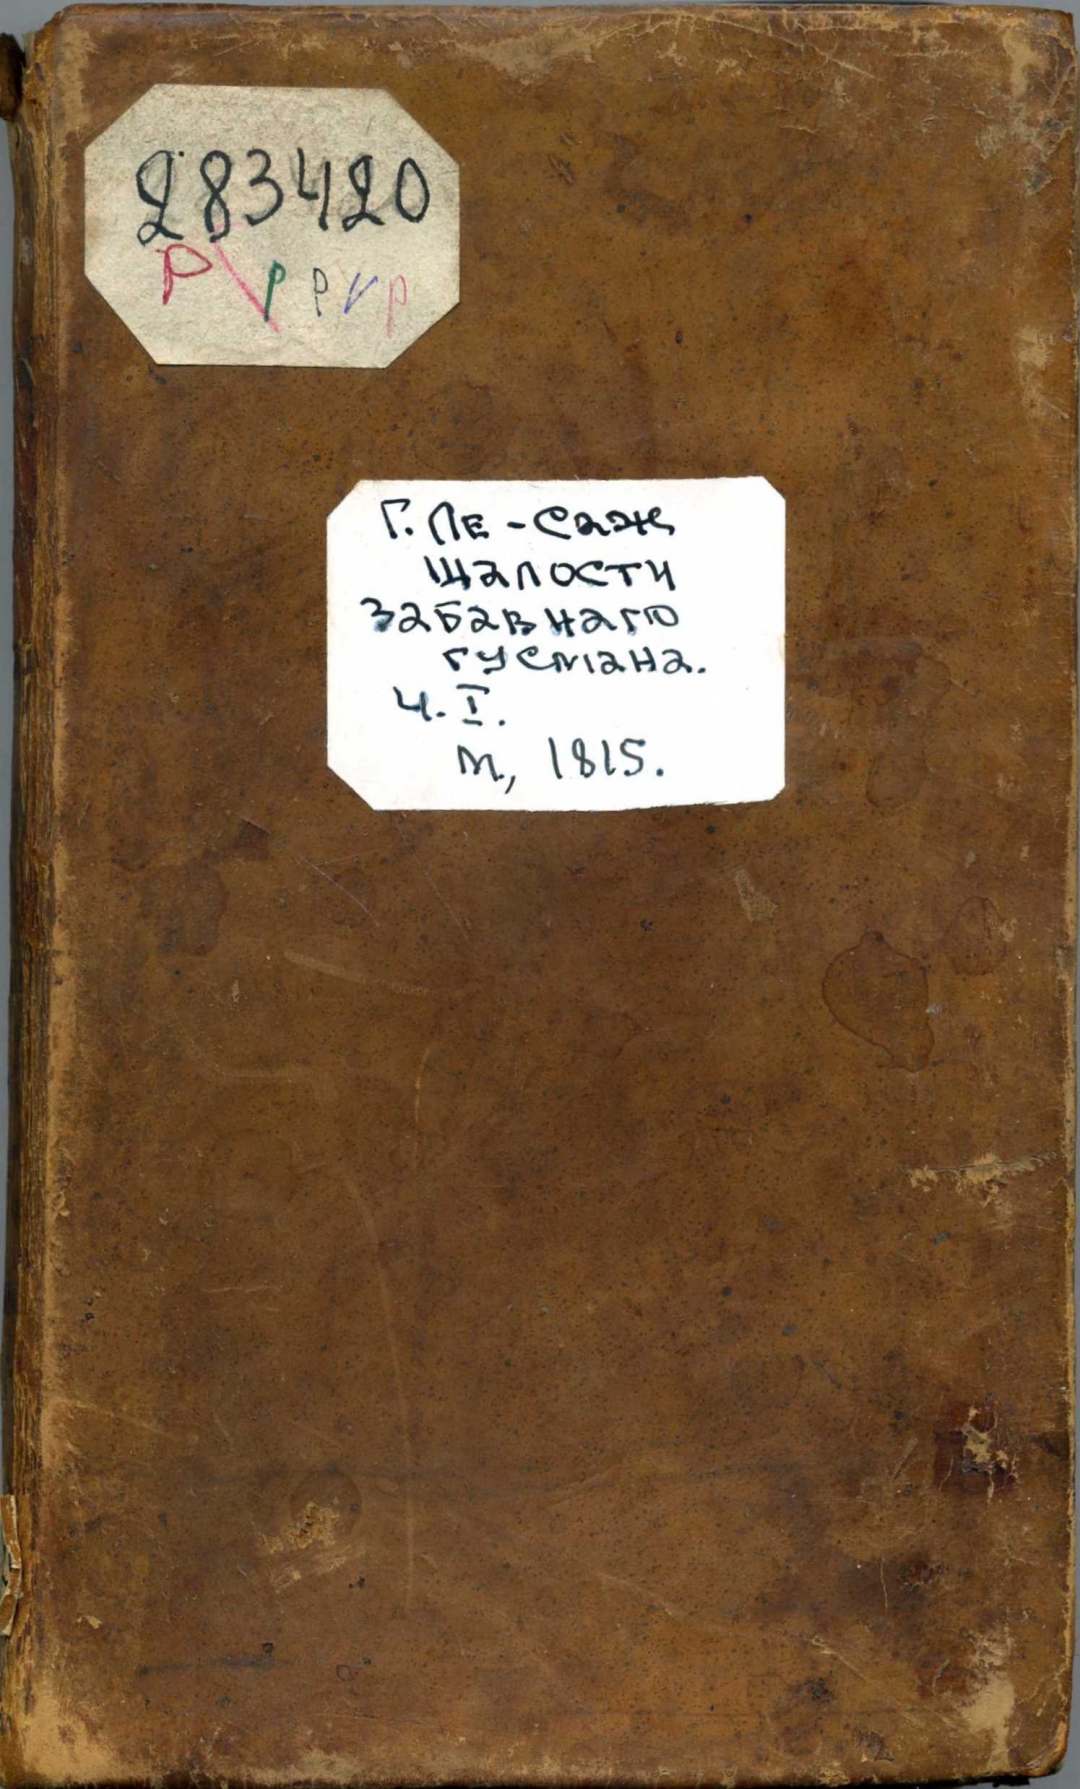 283420
Р V р р V р
Г. Ле-Саж
шалости
забавнаго
гусмана.
Ч. I.
М, 1815.